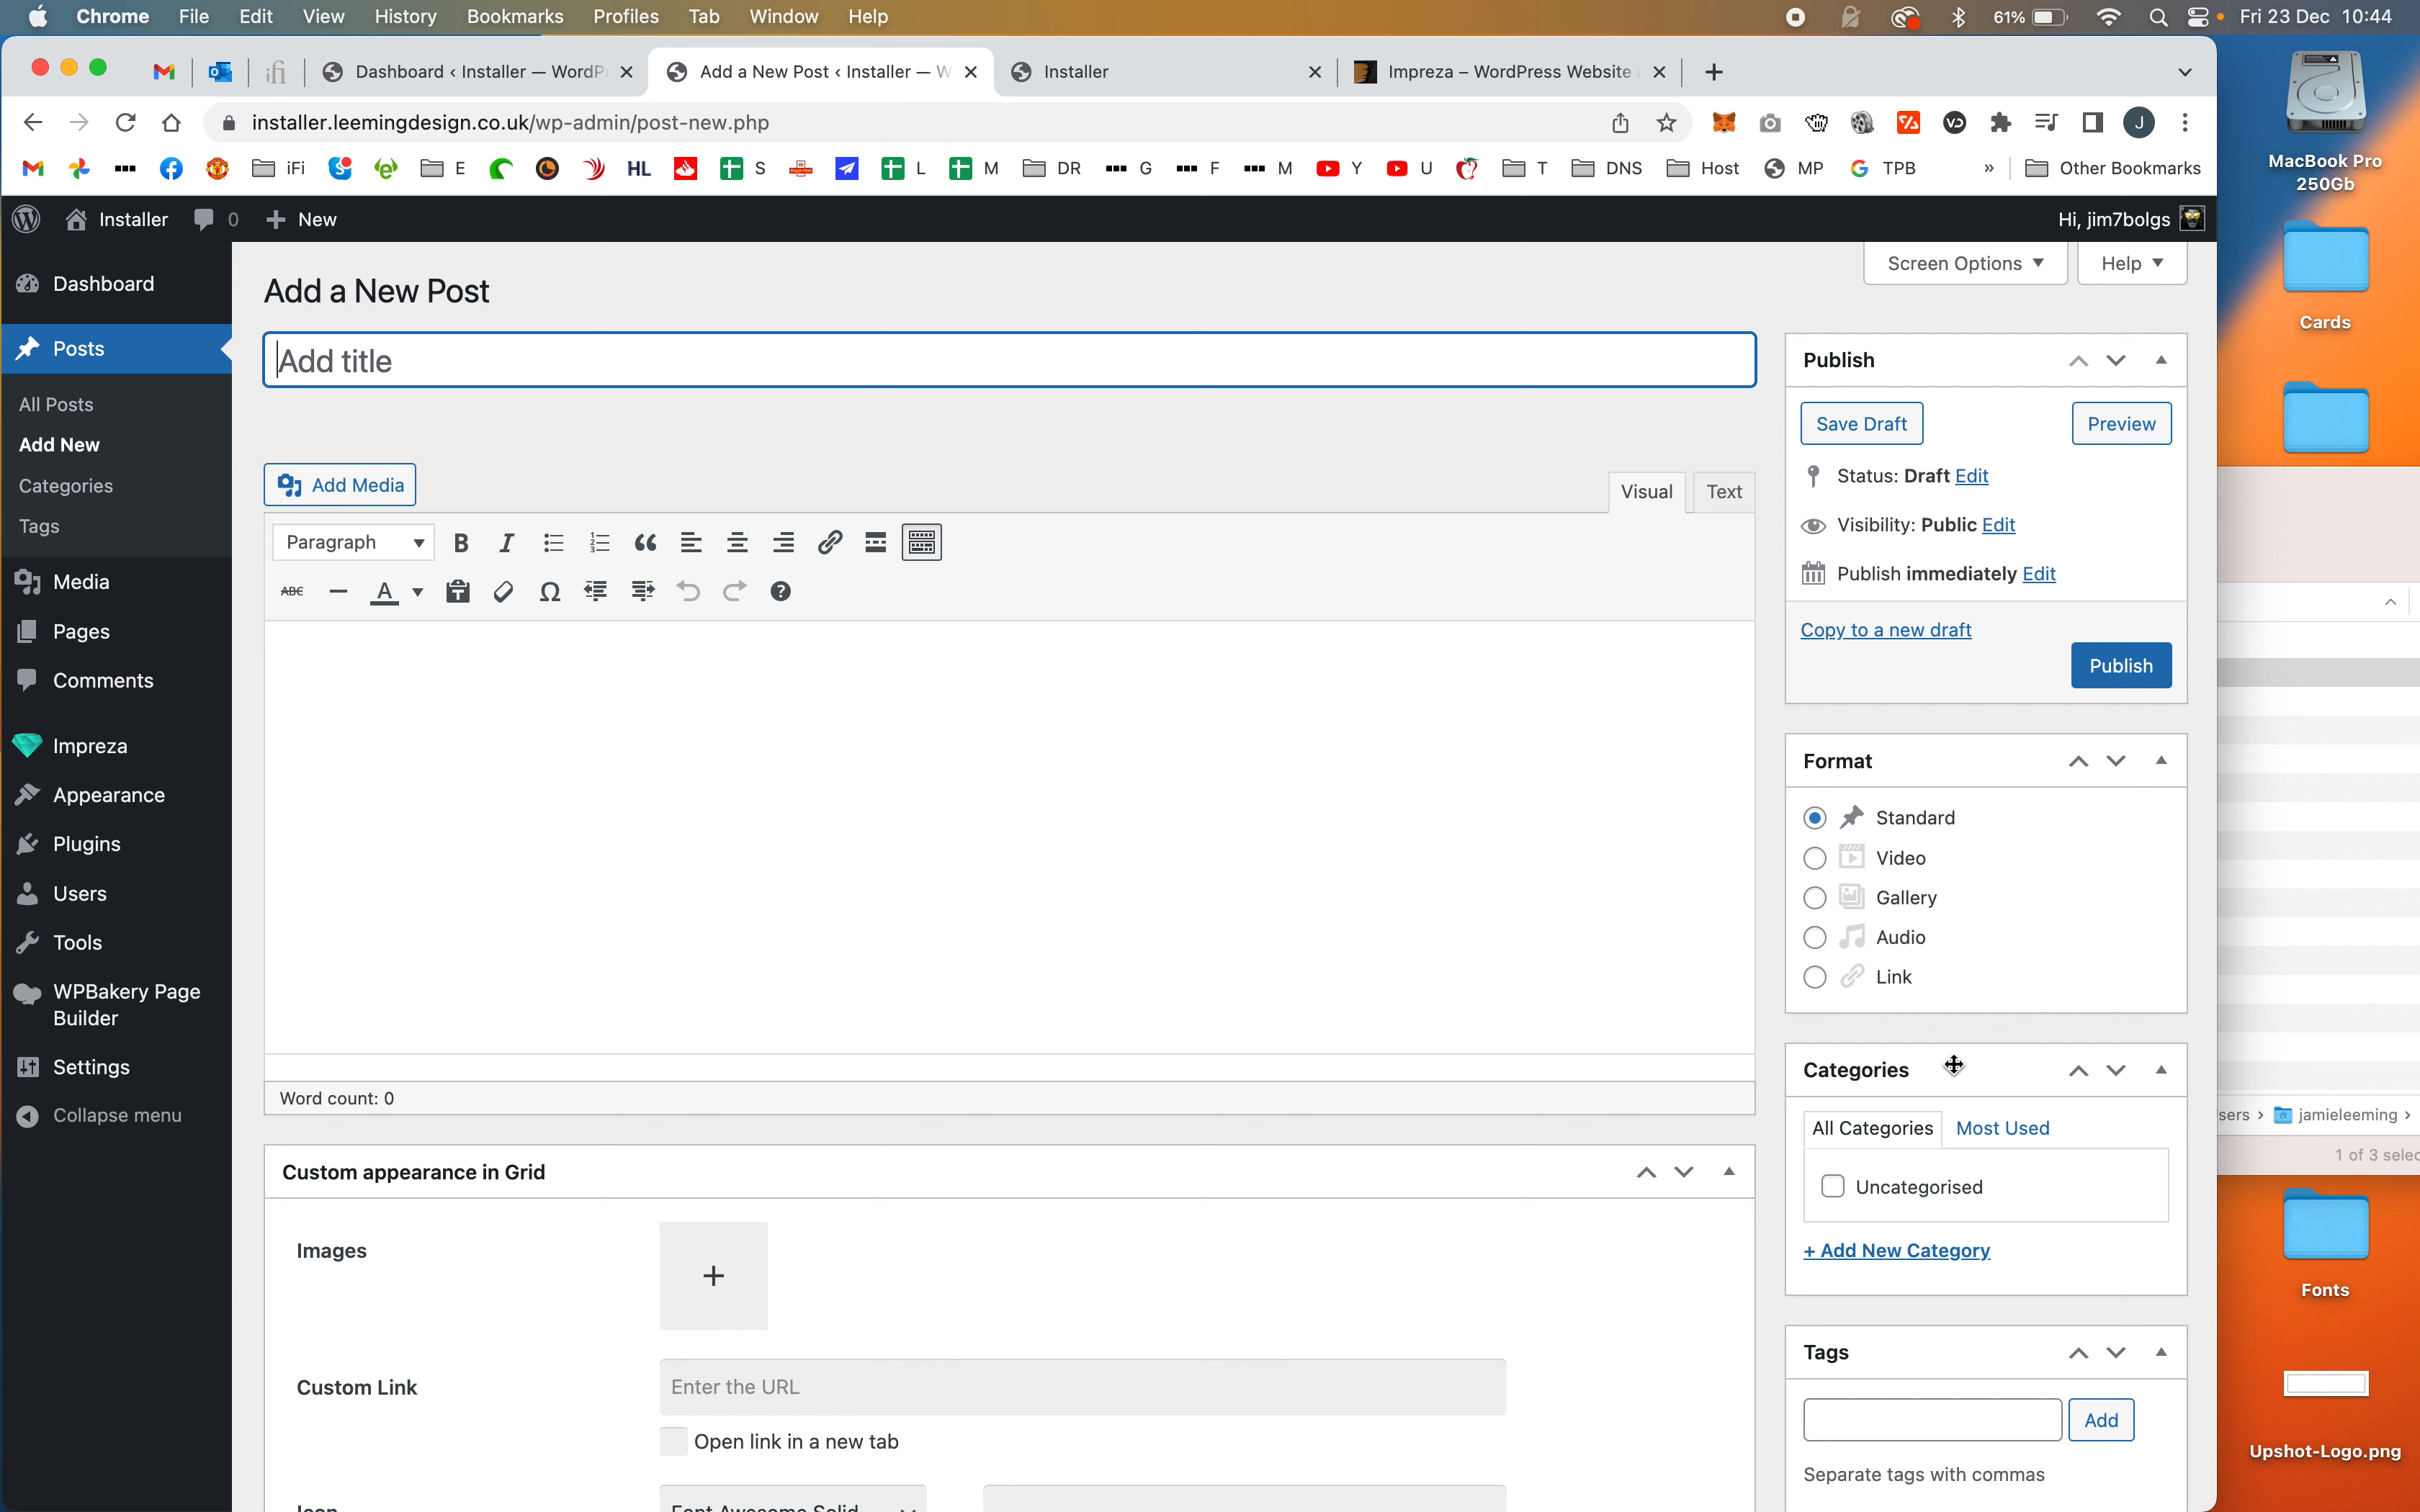 Chrome File Edit View History Bookmarks Profiles Tab Window Help 61% Fri 23 Dec 10:44
ifi Dashboard ‹ Installer — WordP Add a New Post ‹ Installer — W Installer Impreza – WordPress Website
installer.leemingdesign.co.uk/wp-admin/post-new.php J
iFi E HL S L M DR G F M Y U T DNS Host MP TPB » Other Bookmarks
Installer 0 New Hi, jim7bolgs
Screen Options Help
Add a New Post
Add title
Add Media Visual Text
Paragraph
ABC
Word count: 0
Custom appearance in Grid
Images
Custom Link Enter the URL
Open link in a new tab
Dashboard
Posts
All Posts
Add New
Categories
Tags
Media
Pages
Comments
Impreza
Appearance
Plugins
Users
Tools
WPBakery Page
Builder
Settings
Collapse menu
Publish
Save Draft Preview
Status: Draft Edit
Visibility: Public Edit
Publish immediately Edit
Copy to a new draft
Publish
Format
Standard
Video
Gallery
Audio
Link
Categories
All Categories Most Used
Uncategorised
+ Add New Category
Tags
Add
Separate tags with commas
MacBook Pro
250Gb
Cards
jamieleeming
1 of 3 selec
Fonts
Upshot-Logo.png